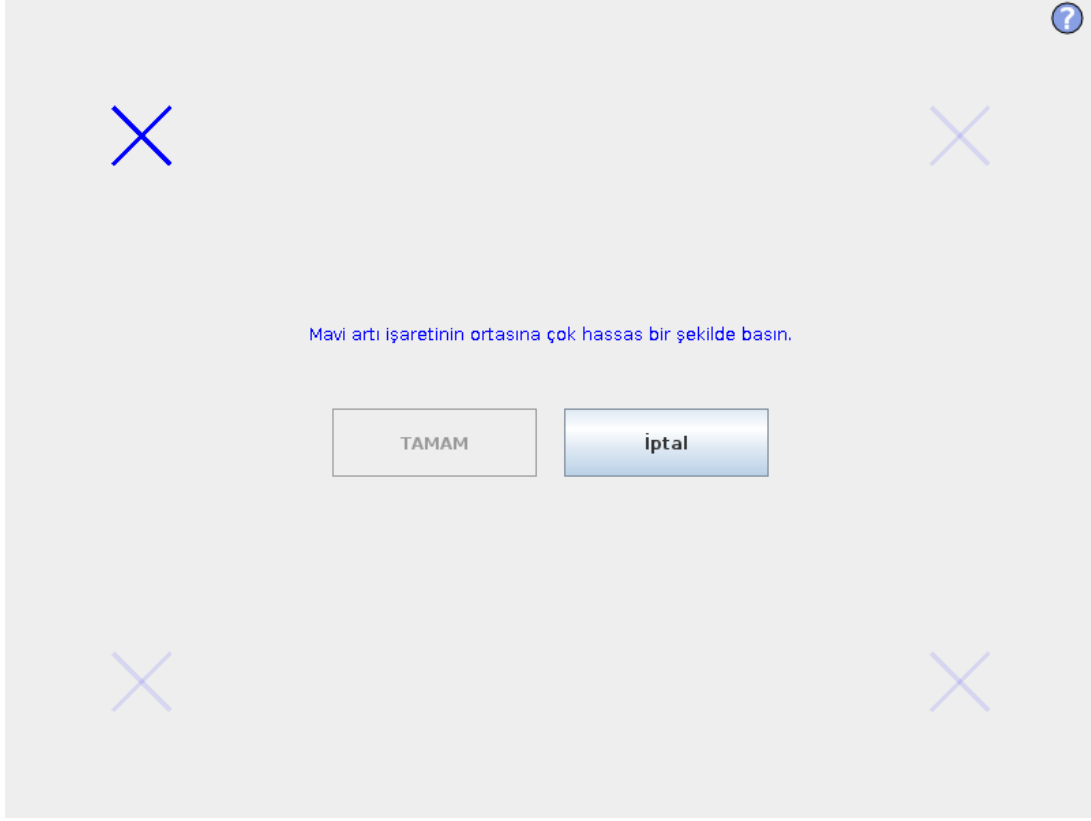 ?
Mavi artı işaretinin ortasına çok hassas bir şekilde basın.
TAMAM
İptal